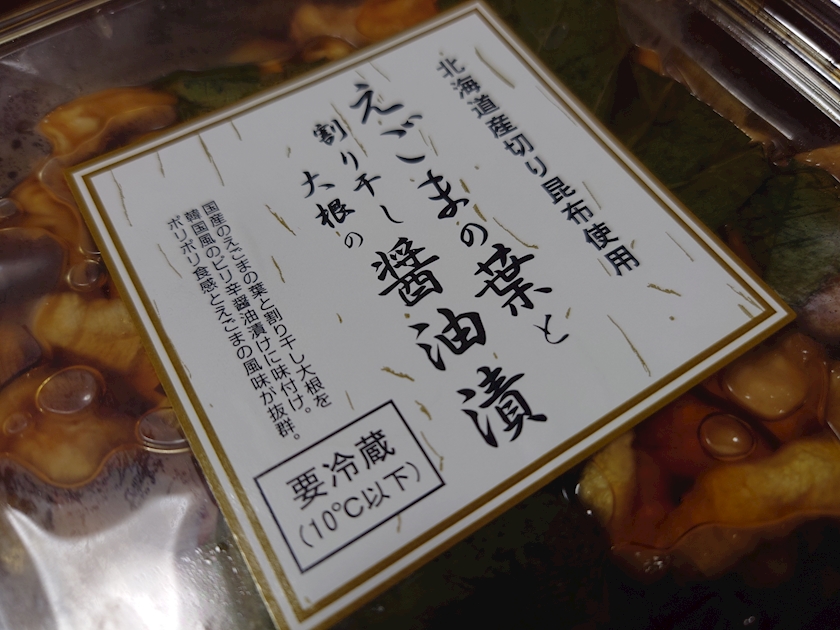 北海道産切り昆布使用
えごまの葉と
割り干し大根の
醤油漬
国産のえごまの葉と割り干し大根を
韓国風のピリ辛醤油漬けに味付け。
ポリポリ食感とえごまの風味が抜群。
要冷蔵
(10℃以下)